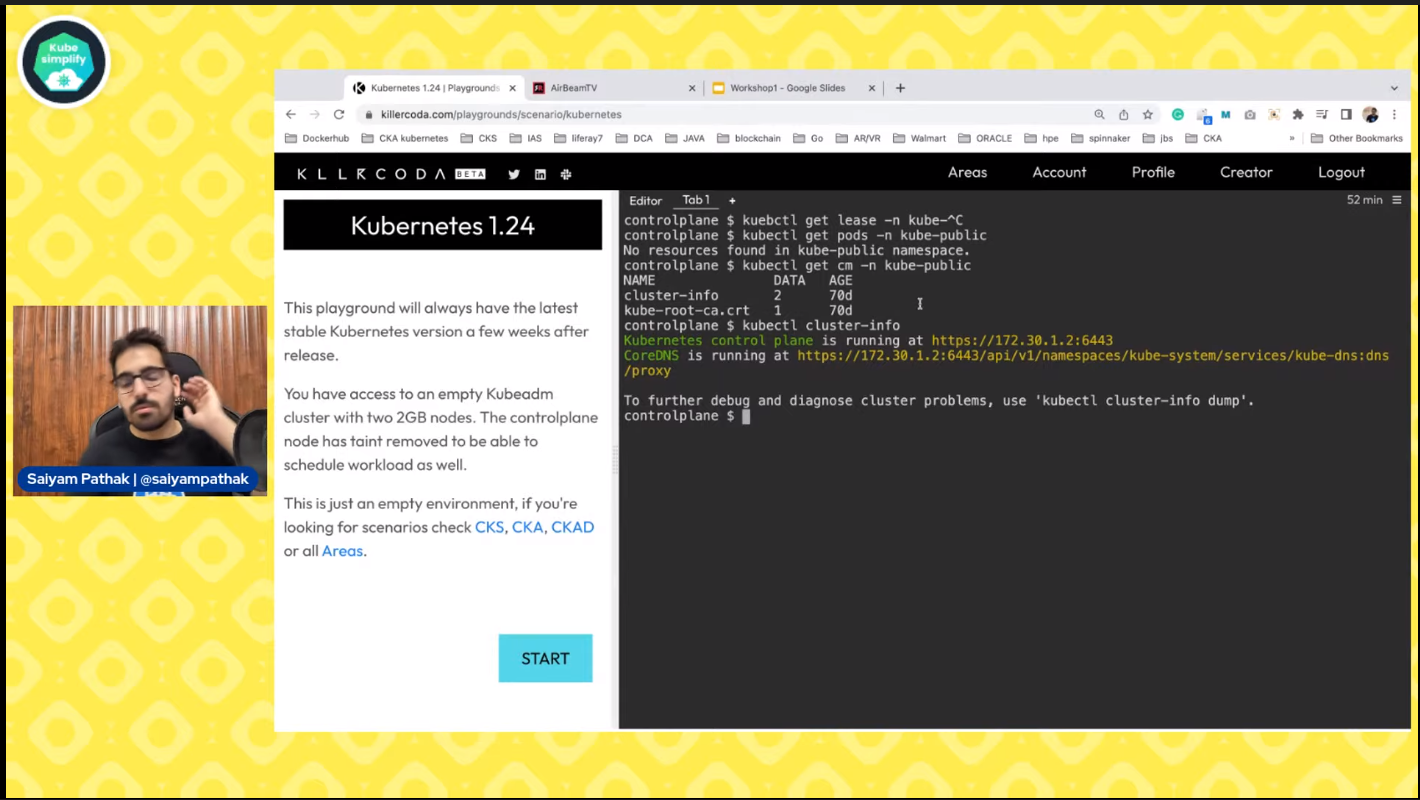 Kube
simplify
Kubernetes 1.24 | Playgrounds
AirBeamTV
Workshop1 - Google Slides
killercoda.com/playgrounds/scenario/kubernetes
6
M
Dockerhub
CKA kubernetes
CKS
IAS
liferay7
DCA
JAVA
blockchain
Go
AR/VR
Walmart
ORACLE
hpe
spinnaker
jbs
CKA
»
Other Bookmarks
KLLRCODA BETA
Areas
Account
Profile
Creator
Logout
Kubernetes 1.24
This playground will always have the latest
stable Kubernetes version a few weeks after
release.
You have access to an empty Kubeadm
cluster with two 2GB nodes. The controlplane
node has taint removed to be able to
schedule workload as well.
This is just an empty environment, if you're
looking for scenarios check CKS, CKA, CKAD
or all Areas.
START
Editor Tab 1 +
52 min
controlplane $ kuebctl get lease -n kube-^C
controlplane $ kubectl get pods -n kube-public
No resources found in kube-public namespace.
controlplane $ kubectl get cm -n kube-public
NAME DATA AGE
cluster-info 2 70d
kube-root-ca.crt 1 70d
controlplane $ kubectl cluster-info
Kubernetes control plane is running at https://172.30.1.2:6443
CoreDNS is running at https://172.30.1.2:6443/api/v1/namespaces/kube-system/services/kube-dns:dns
/proxy
To further debug and diagnose cluster problems, use 'kubectl cluster-info dump'.
controlplane $
Saiyam Pathak | @saiyampathak